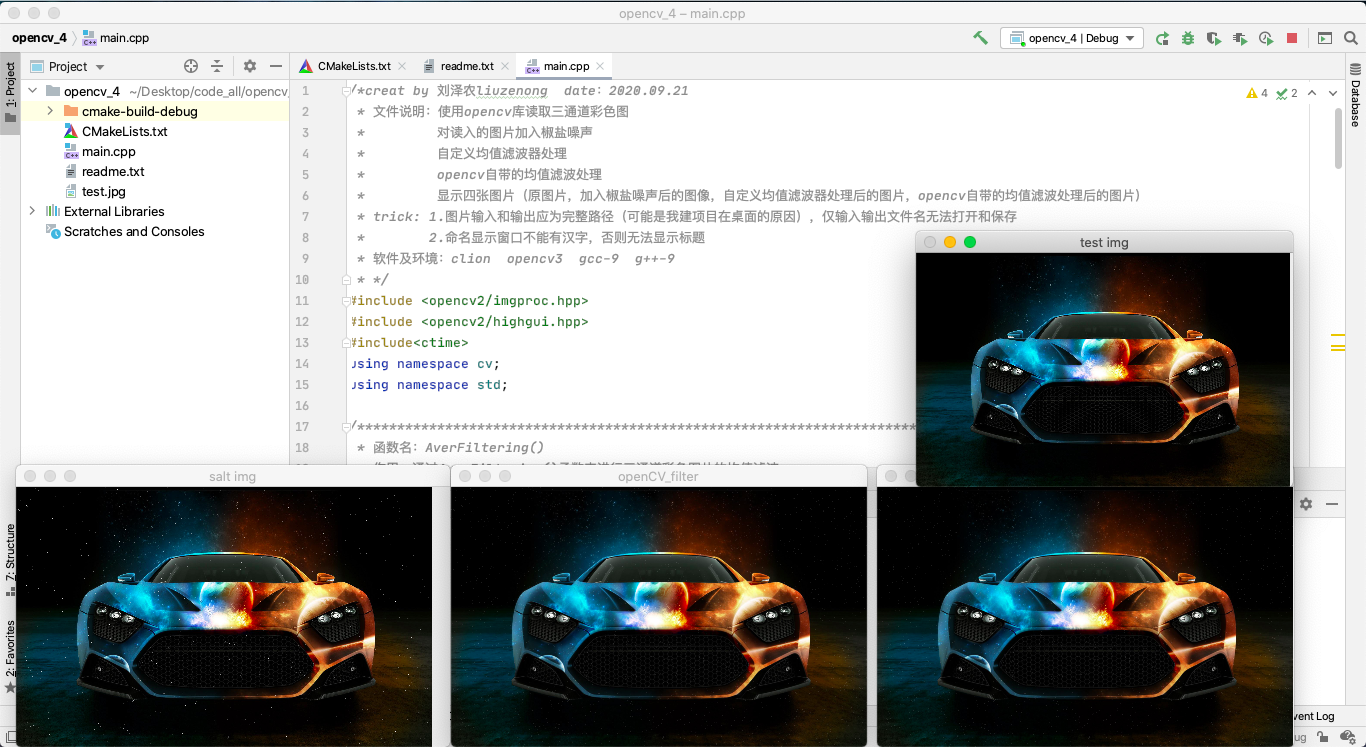 opencv_4 – main.cpp
opencv_4 main.cpp
opencv_4 | Debug
Project
CMakeLists.txt
readme.txt
main.cpp
1: Project
opencv_4 ~/Desktop/code_all/opencv_
cmake-build-debug
CMakeLists.txt
main.cpp
readme.txt
test.jpg
External Libraries
Scratches and Consoles
4 2
Database
1 /*creat by 刘泽农liuzenong date: 2020.09.21
2 * 文件说明：使用opencv库读取三通道彩色图
3 * 对读入的图片加入椒盐噪声
4 * 自定义均值滤波器处理
5 * opencv自带的均值滤波处理
6 * 显示四张图片（原图片，加入椒盐噪声后的图像，自定义均值滤波器处理后的图片，opencv自带的均值滤波处理后的图片）
7 * trick: 1.图片输入和输出应为完整路径（可能是我建项目在桌面的原因），仅输入输出文件名无法打开和保存
8 * 2.命名显示窗口不能有汉字，否则无法显示标题
9 * 软件及环境：clion opencv3 gcc-9 g++-9
10 * */
11 #include <opencv2/imgproc.hpp>
12 #include <opencv2/highgui.hpp>
13 #include<ctime>
14 using namespace cv;
15 using namespace std;
16
17 /***********************************************************************
18 * 函数名：AverFiltering()
test img
salt img
openCV_filter
7: Structure
2: Favorites
vent Log
ug